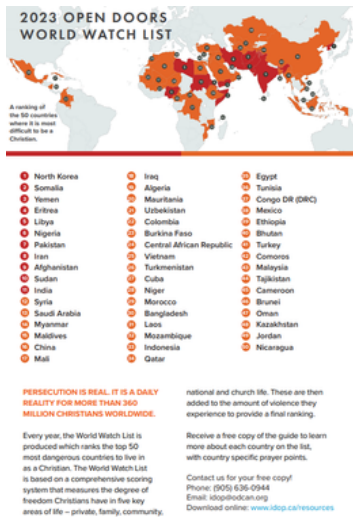 2023 OPEN DOORS
WORLD WATCH LIST
A ranking of
the 50 countries
where it is most
difficult to be a
Christian.
1 North Korea
2 Somalia
3 Yemen
4 Eritrea
5 Libya
6 Nigeria
7 Pakistan
8 Iran
9 Afghanistan
10 Sudan
11 India
12 Syria
13 Saudi Arabia
14 Myanmar
15 Maldives
16 China
17 Mali
18 Iraq
19 Algeria
20 Mauritania
21 Uzbekistan
22 Colombia
23 Burkina Faso
24 Central African Republic
25 Vietnam
26 Turkmenistan
27 Cuba
28 Niger
29 Morocco
30 Bangladesh
31 Laos
32 Mozambique
33 Indonesia
34 Qatar
35 Egypt
36 Tunisia
37 Congo DR (DRC)
38 Mexico
39 Ethiopia
40 Bhutan
41 Turkey
42 Comoros
43 Malaysia
44 Tajikistan
45 Cameroon
46 Brunei
47 Oman
48 Kazakhstan
49 Jordan
50 Nicaragua
PERSECUTION IS REAL. IT IS A DAILY
REALITY FOR MORE THAN 360
MILLION CHRISTIANS WORLDWIDE.
Every year, the World Watch List is
produced which ranks the top 50
most dangerous countries to live in
as a Christian. The World Watch List
is based on a comprehensive scoring
system that measures the degree of
freedom Christians have in five key
areas of life – private, family, community,
national and church life. These are then
added to the amount of violence they
experience to provide a final ranking.
Receive a free copy of the guide to learn
more about each country on the list,
with country specific prayer points.
Contact us for your free copy!
Phone: (905) 636-0944
Email: idop@odcan.org
Download online: www.idop.ca/resources